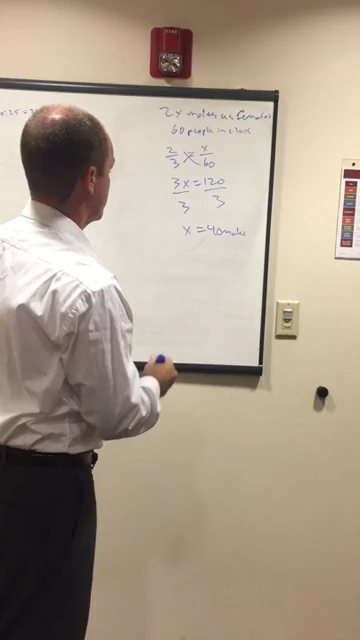 2x males as females
60 people in class
2/3 = x/60
3x = 120
3 3
x = 40 males